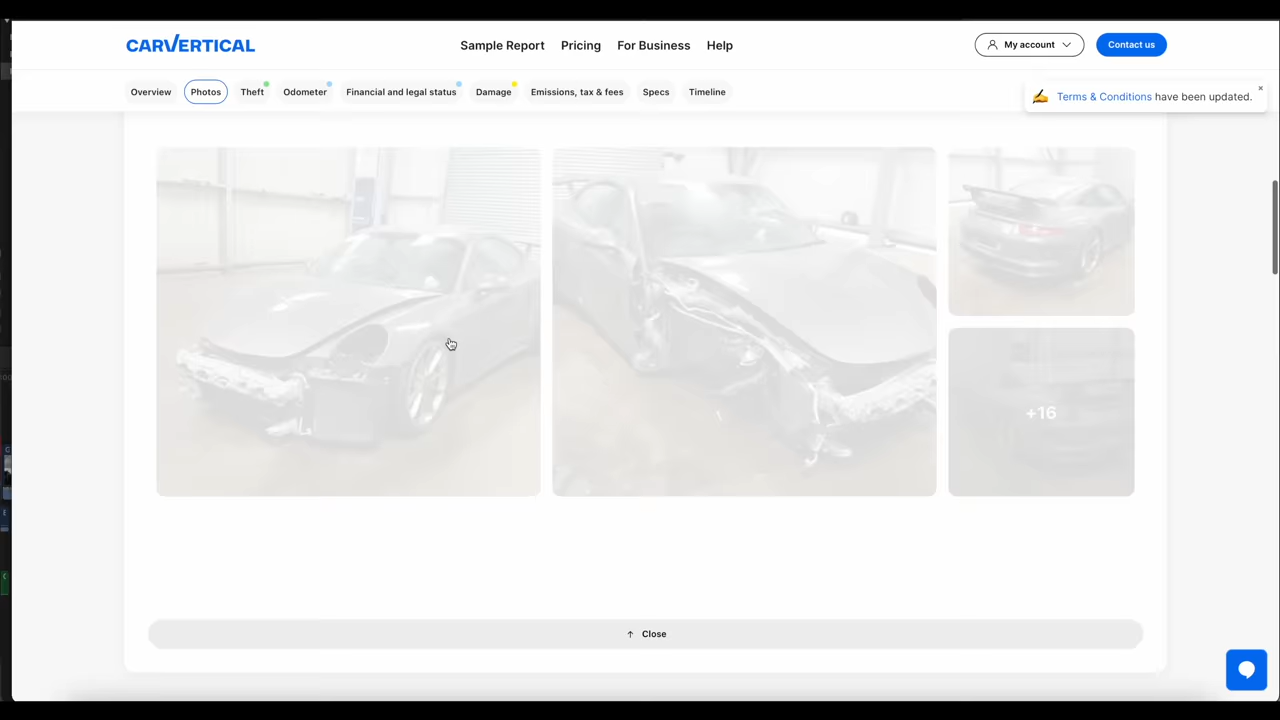 CARVERTICAL
Sample Report
Pricing
For Business
Help
My account
Contact us
Overview
Photos
Theft
Odometer
Financial and legal status
Damage
Emissions, tax & fees
Specs
Timeline
Terms & Conditions have been updated.
+16
Close